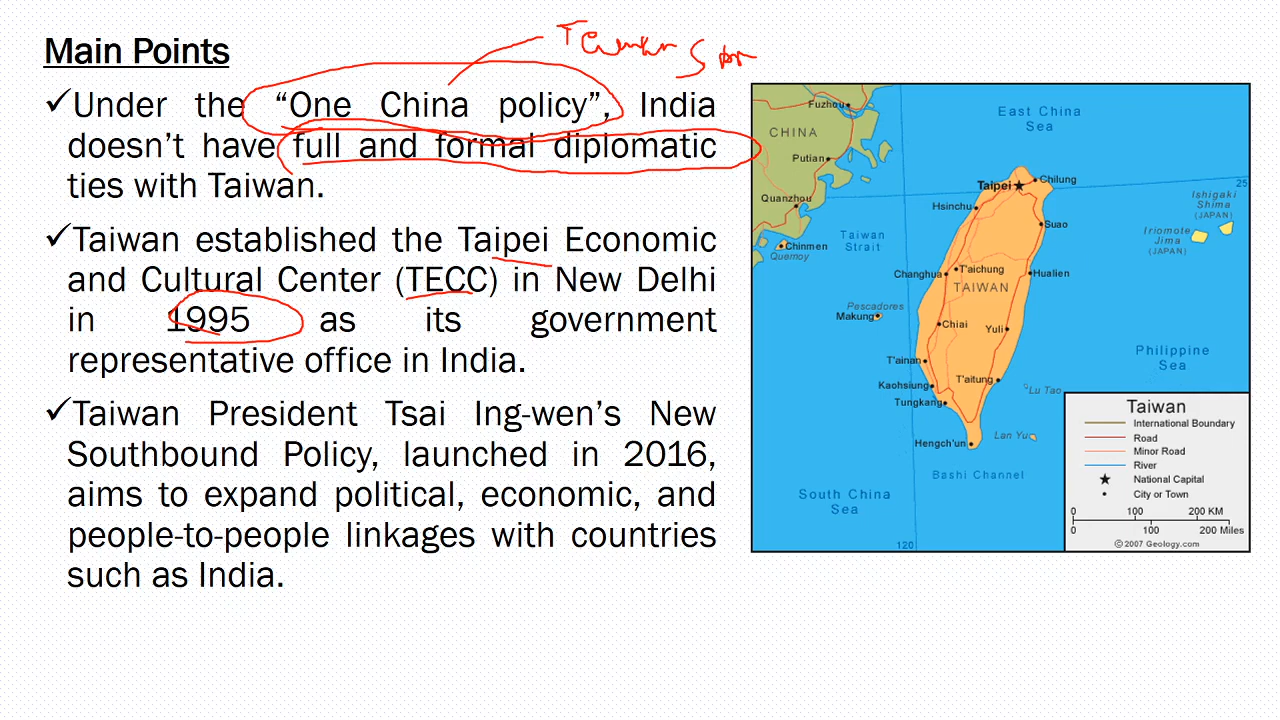 Main Points
✓Under the “One China policy”, India
doesn’t have full and formal diplomatic
ties with Taiwan.
✓Taiwan established the Taipei Economic
and Cultural Center (TECC) in New Delhi
in 1995 as its government
representative office in India.
✓Taiwan President Tsai Ing-wen’s New
Southbound Policy, launched in 2016,
aims to expand political, economic, and
people-to-people linkages with countries
such as India.
Fuzhou
East China
Sea
CHINA
Putian
Taipei
Chilung
25
Quanzhou
Hsinchu
Ishigaki
Shima
(JAPAN)
Suao
Taiwan
Strait
Iriomote
Jima
(JAPAN)
Chinmen
Quemoy
Changhua
T'aichung
Hualien
TAIWAN
Pescadores
Makung
Chiai
Yuli
Philippine
Sea
T'ainan
T'aitung
Kaohsiung
Lu Tao
Tungkang
Lan Yu
Hengch'un
Bashi Channel
South China
Sea
120
Taiwan
International Boundary
Road
Minor Road
River
National Capital
City or Town
0 100 200 KM
0 100 200 Miles
© 2007 Geology.com